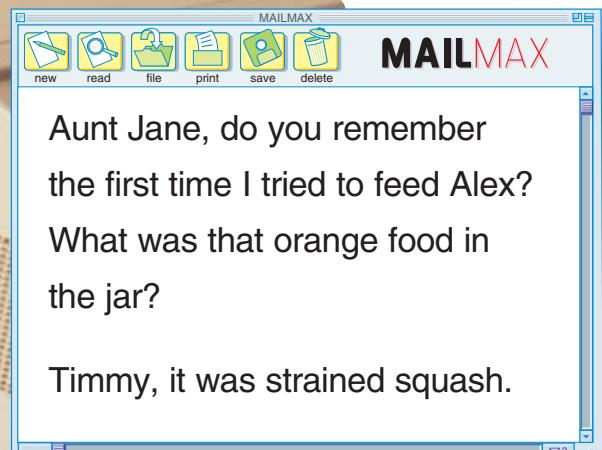 MAILMAX
new read file print save delete
MAILMAX
Aunt Jane, do you remember
the first time I tried to feed Alex?
What was that orange food in
the jar?
Timmy, it was strained squash.